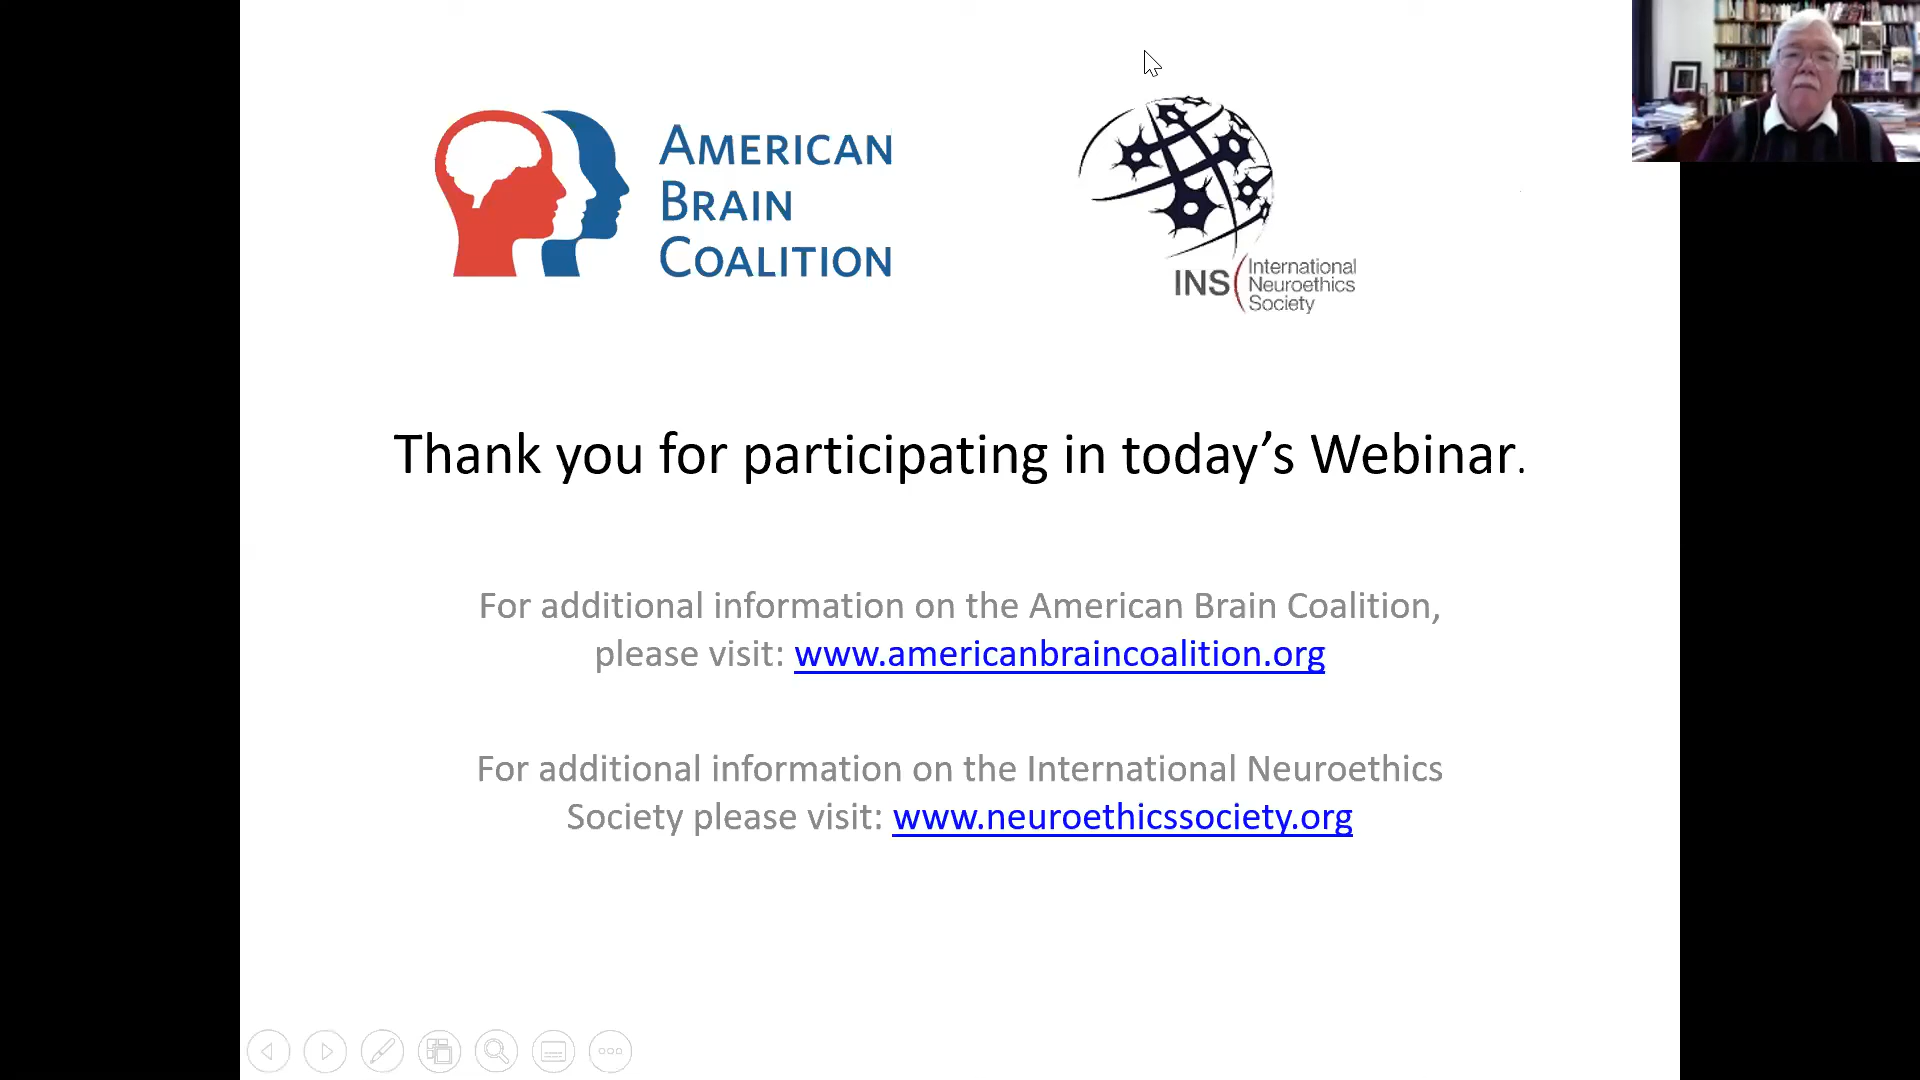 AMERICAN
BRAIN
COALITION
INS
International
Neuroethics
Society
Thank you for participating in today’s Webinar.
For additional information on the American Brain Coalition,
please visit: www.americanbraincoalition.org
For additional information on the International Neuroethics
Society please visit: www.neuroethicssociety.org